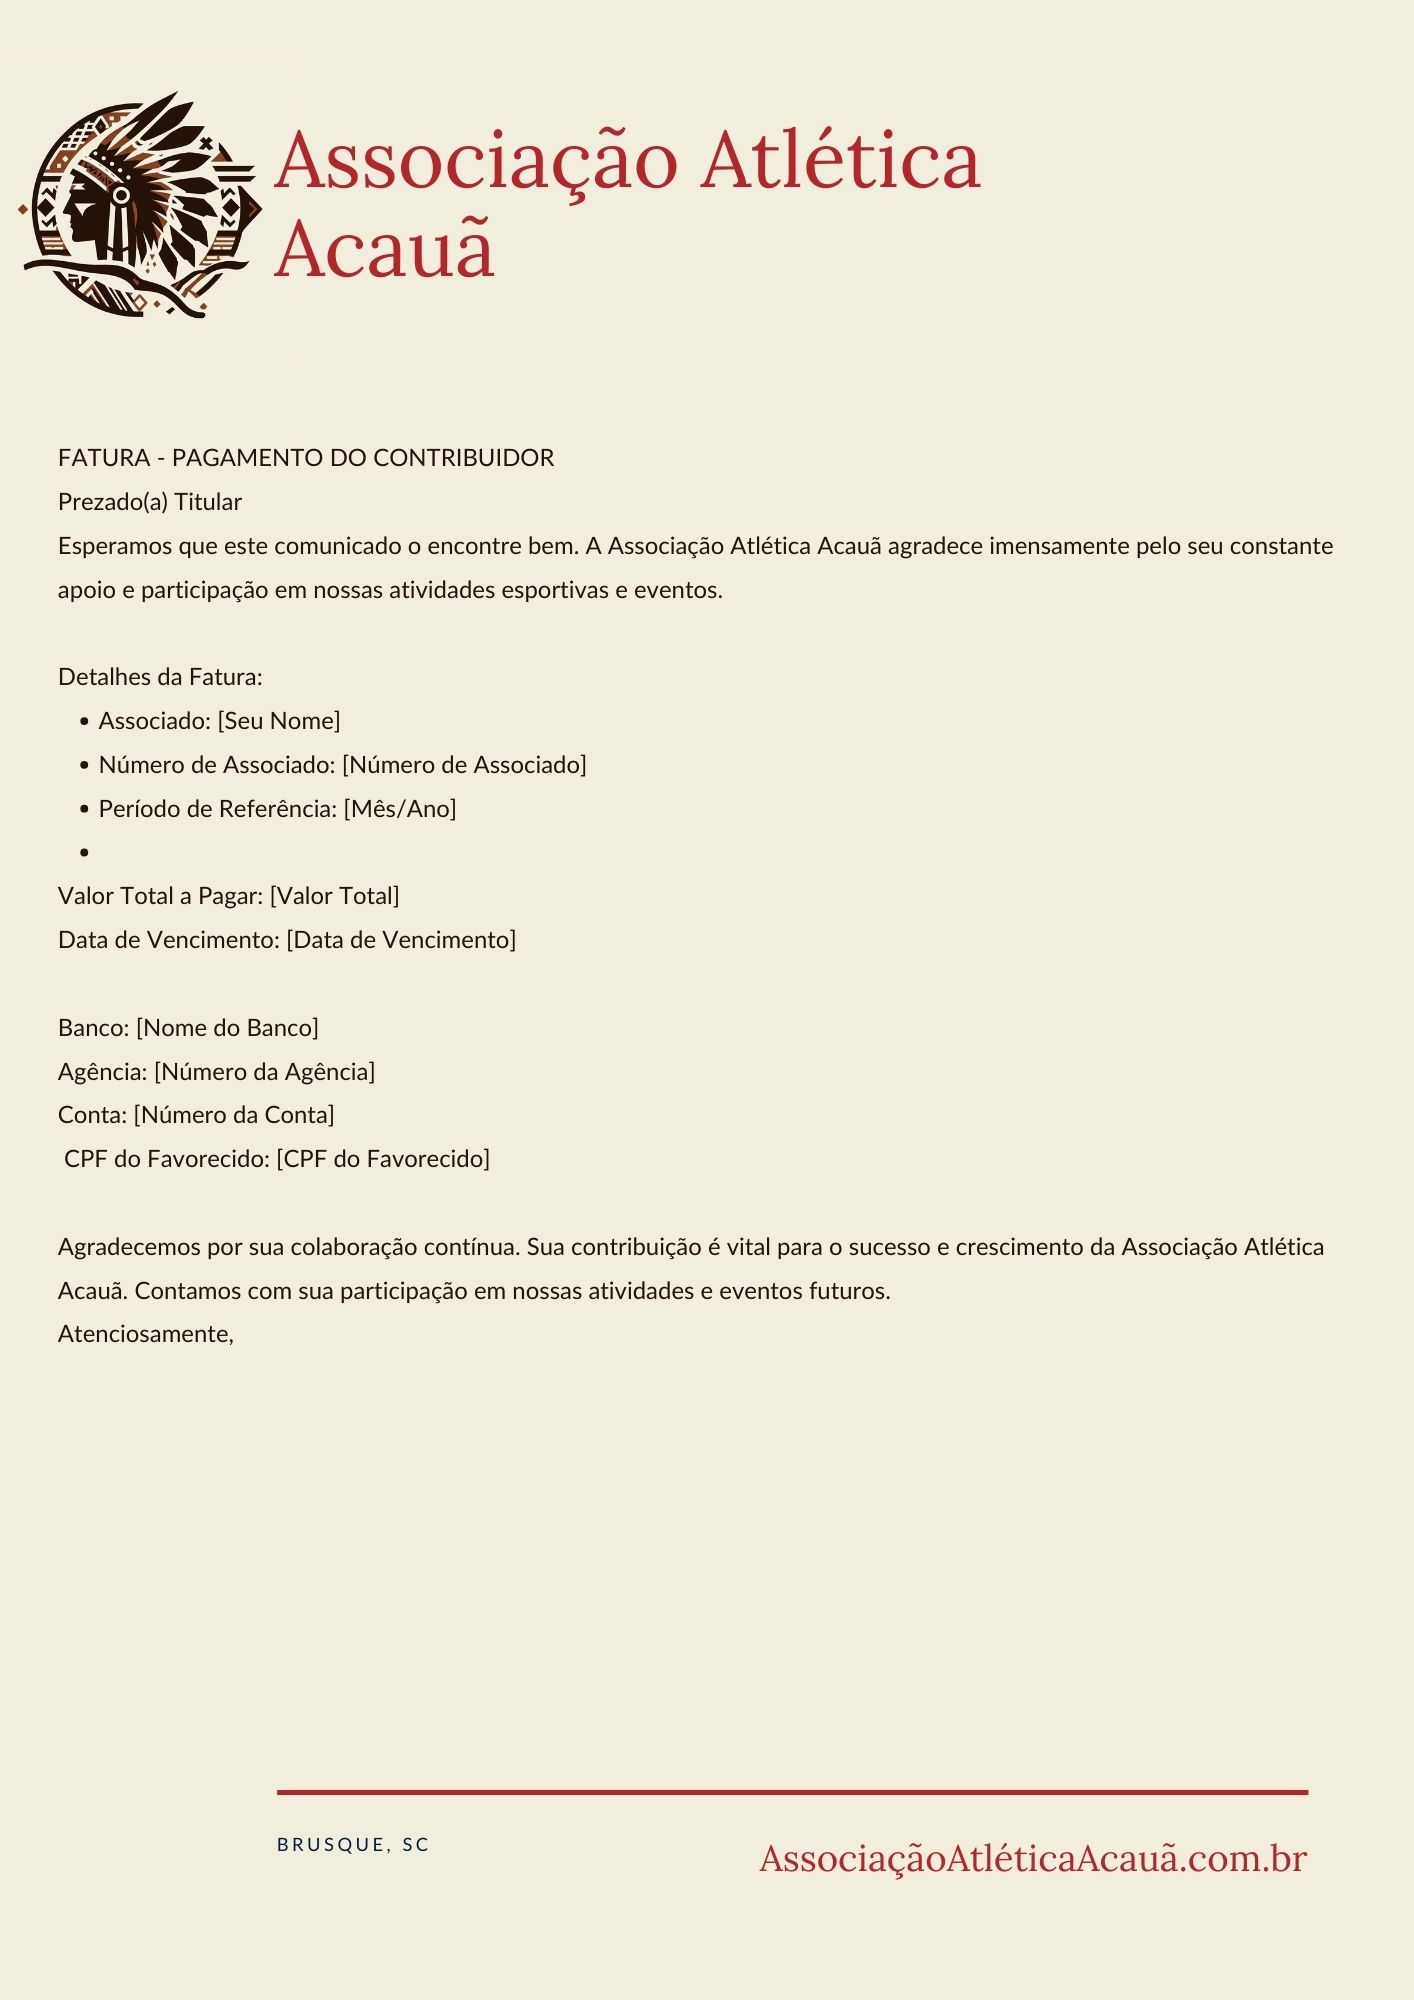 Associação Atlética
Acauã
FATURA - PAGAMENTO DO CONTRIBUIDOR
Prezado(a) Titular
Esperamos que este comunicado o encontre bem. A Associação Atlética Acauã agradece imensamente pelo seu constante
apoio e participação em nossas atividades esportivas e eventos.
Detalhes da Fatura:
• Associado: [Seu Nome]
• Número de Associado: [Número de Associado]
• Período de Referência: [Mês/Ano]
•
Valor Total a Pagar: [Valor Total]
Data de Vencimento: [Data de Vencimento]
Banco: [Nome do Banco]
Agência: [Número da Agência]
Conta: [Número da Conta]
CPF do Favorecido: [CPF do Favorecido]
Agradecemos por sua colaboração contínua. Sua contribuição é vital para o sucesso e crescimento da Associação Atlética
Acauã. Contamos com sua participação em nossas atividades e eventos futuros.
Atenciosamente,
BRUSQUE, SC
AssociaçãoAtléticaAcauã.com.br